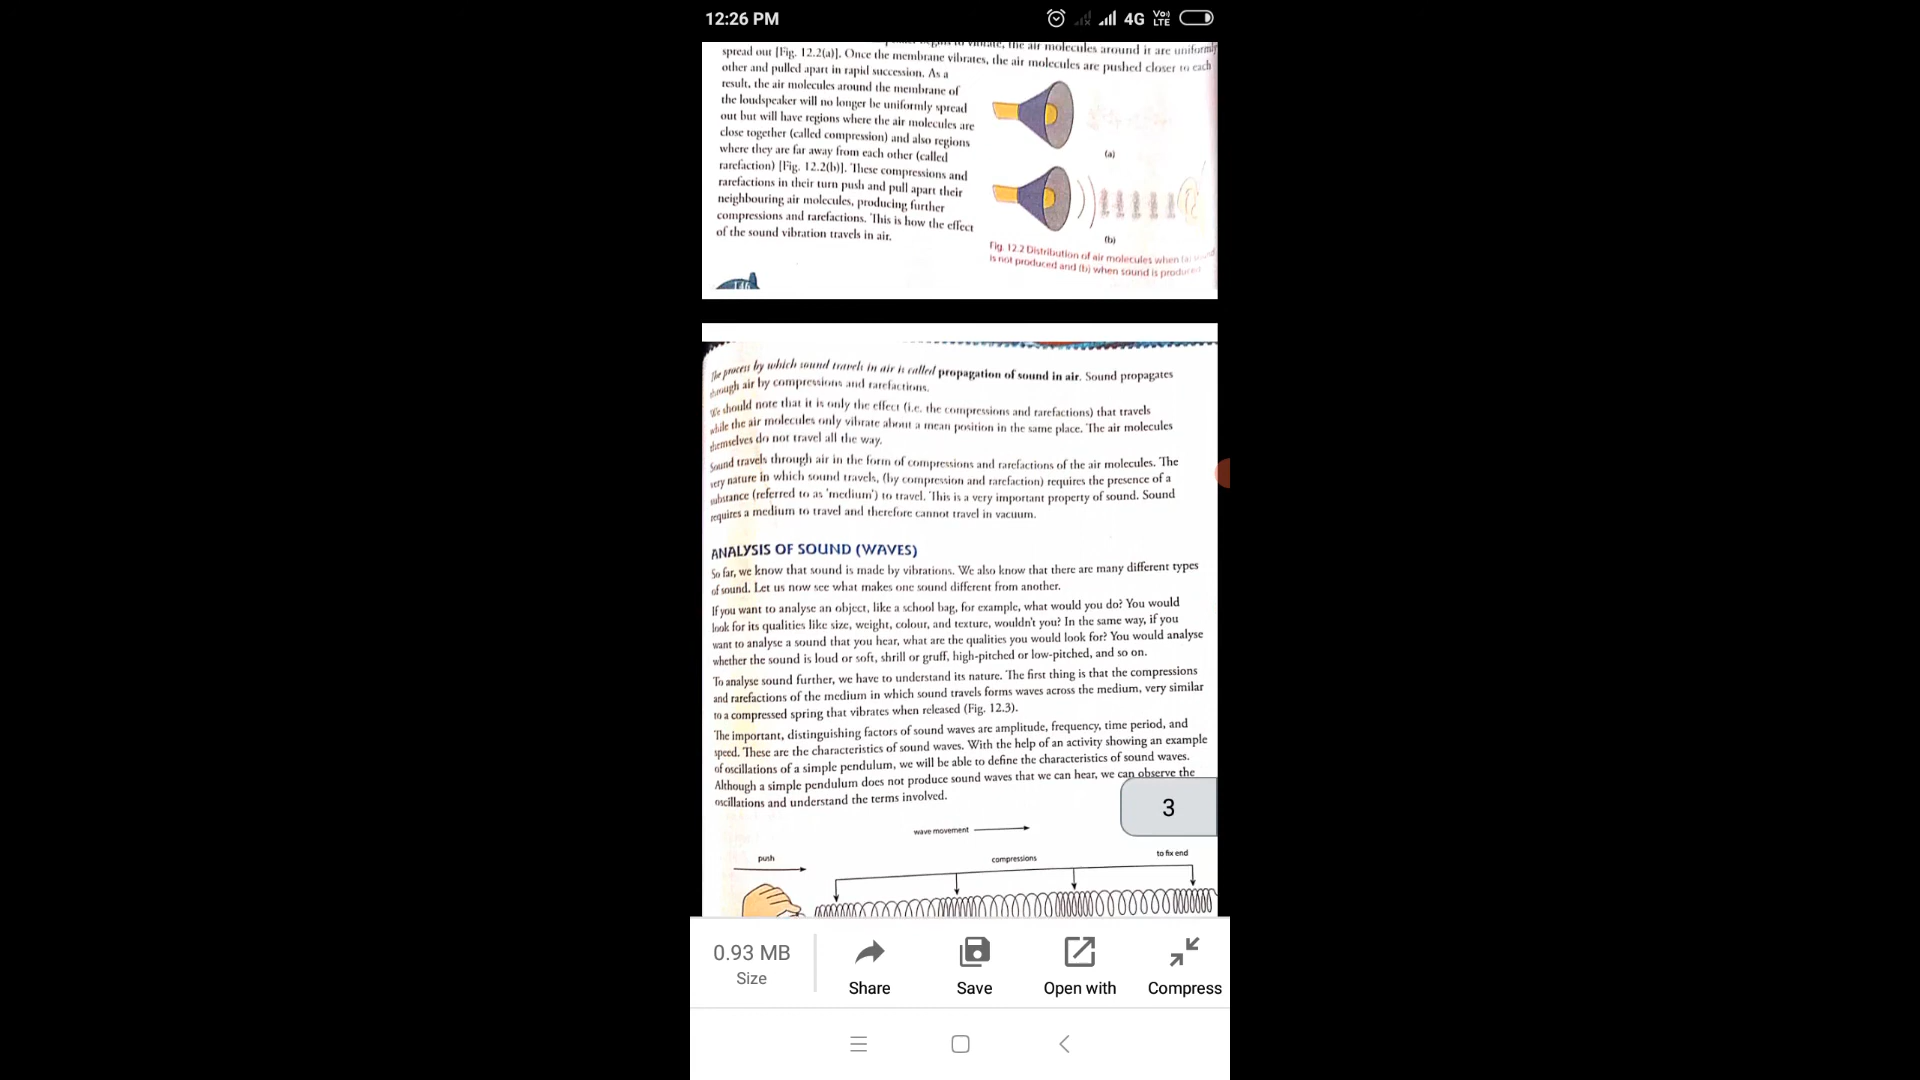 12:26 PM
4G
Vo) LTE
the air molecules around it are uniformly
spread out [Fig. 12.2(a)]. Once the membrane vibrates, the air molecules are pushed closer to each
other and pulled apart in rapid succession. As a
result, the air molecules around the membrane of
the loudspeaker will no longer be uniformly spread
out but will have regions where the air molecules are
close together (called compression) and also regions
where they are far away from each other (called
rarefaction) [Fig. 12.2(b)]. These compressions and
rarefactions in their turn push and pull apart their
neighbouring air molecules, producing further
compressions and rarefactions. This is how the effect
of the sound vibration travels in air.
(a)
(b)
Fig. 12.2 Distribution of air molecules when (a)
is not produced and (b) when sound is produced
146
The process by which sound travels in air is called propagation of sound in air. Sound propagates
through air by compressions and rarefactions.
We should note that it is only the effect (i.e. the compressions and rarefactions) that travels
while the air molecules only vibrate about a mean position in the same place. The air molecules
themselves do not travel all the way.
Sound travels through air in the form of compressions and rarefactions of the air molecules. The
very nature in which sound travels, (by compression and rarefaction) requires the presence of a
substance (referred to as 'medium') to travel. This is a very important property of sound. Sound
requires a medium to travel and therefore cannot travel in vacuum.
ANALYSIS OF SOUND (WAVES)
So far, we know that sound is made by vibrations. We also know that there are many different types
of sound. Let us now see what makes one sound different from another.
If you want to analyse an object, like a school bag, for example, what would you do? You would
look for its qualities like size, weight, colour, and texture, wouldn't you? In the same way, if you
want to analyse a sound that you hear, what are the qualities you would look for? You would analyse
whether the sound is loud or soft, shrill or gruff, high-pitched or low-pitched, and so on.
To analyse sound further, we have to understand its nature. The first thing is that the compressions
and rarefactions of the medium in which sound travels forms waves across the medium, very similar
to a compressed spring that vibrates when released (Fig. 12.3).
The important, distinguishing factors of sound waves are amplitude, frequency, time period, and
speed. These are the characteristics of sound waves. With the help of an activity showing an example
of oscillations of a simple pendulum, we will be able to define the characteristics of sound waves.
Although a simple pendulum does not produce sound waves that we can hear, we can observe the
oscillations and understand the terms involved.
3
wave movement
push
compressions
to fix end
0.93 MB
Size
Share
Save
Open with
Compress